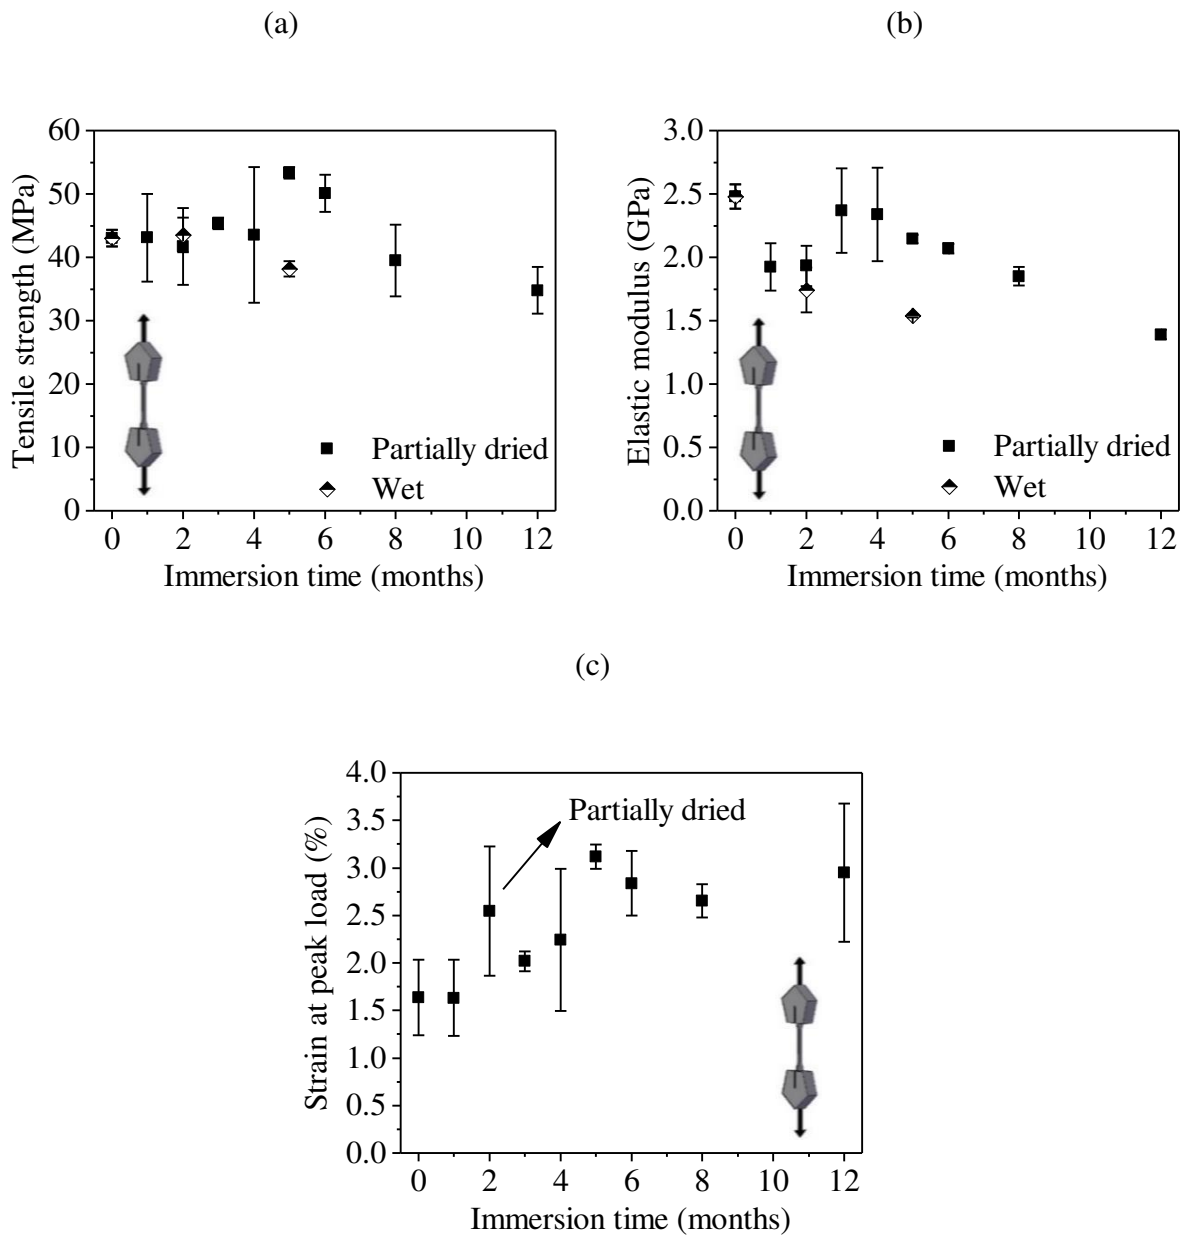 (a)
60
50
40
30
20
10
0
Tensile strength (MPa)
Partially dried
Wet
0 2 4 6 8 10 12
Immersion time (months)
(b)
3.0
2.5
2.0
1.5
1.0
0.5
0.0
Elastic modulus (GPa)
Partially dried
Wet
0 2 4 6 8 10 12
Immersion time (months)
(c)
4.0
3.5
3.0
2.5
2.0
1.5
1.0
0.5
0.0
Strain at peak load (%)
Partially dried
0 2 4 6 8 10 12
Immersion time (months)